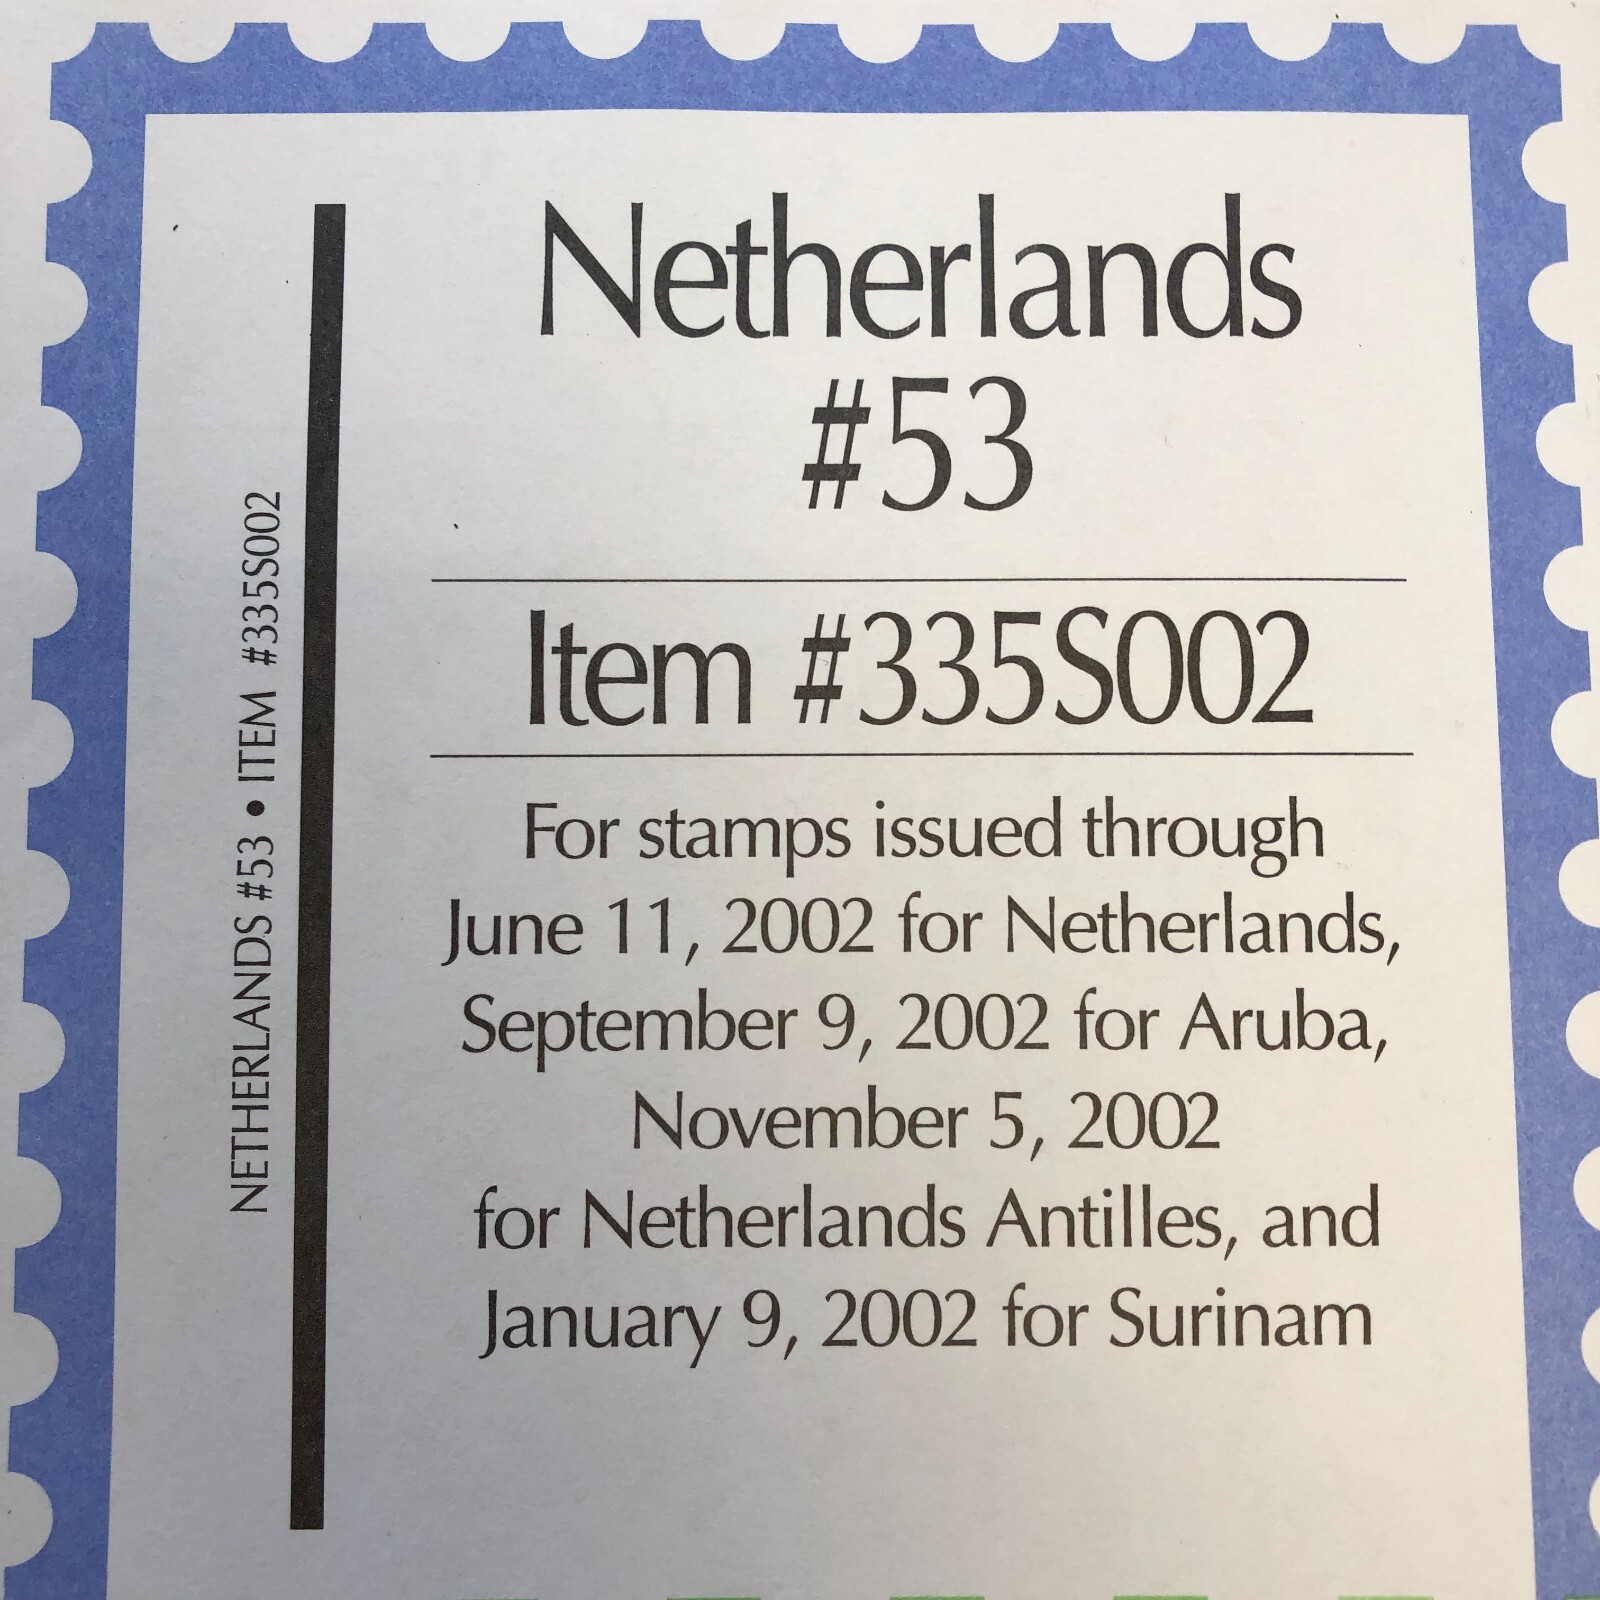 NETHERLANDS #53 • ITEM #335S002
Netherlands
#53
Item #335S002
For stamps issued through
June 11, 2002 for Netherlands,
September 9, 2002 for Aruba,
November 5, 2002
for Netherlands Antilles, and
January 9, 2002 for Surinam